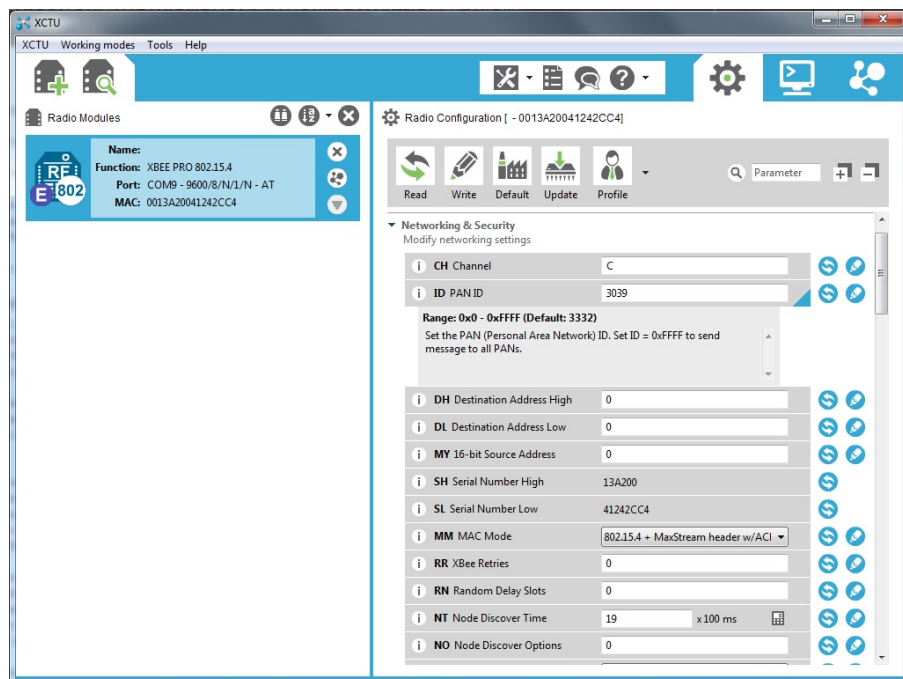 XCTU
XCTU Working modes Tools Help
Radio Modules
Radio Configuration [ - 0013A20041242CC4]
Name:
Function: XBEE PRO 802.15.4
Port: COM9 - 9600/8/N/1/N - AT
MAC: 0013A20041242CC4
RF
E 802
Read Write Default Update Profile
Parameter
Networking & Security
Modify networking settings
i CH Channel C
i ID PAN ID 3039
Range: 0x0 - 0xFFFF (Default: 3332)
Set the PAN (Personal Area Network) ID. Set ID = 0xFFFF to send
message to all PANs.
i DH Destination Address High 0
i DL Destination Address Low 0
i MY 16-bit Source Address 0
i SH Serial Number High 13A200
i SL Serial Number Low 41242CC4
i MM MAC Mode 802.15.4 + MaxStream header w/ACI
i RR XBee Retries 0
i RN Random Delay Slots 0
i NT Node Discover Time 19 x 100 ms
i NO Node Discover Options 0